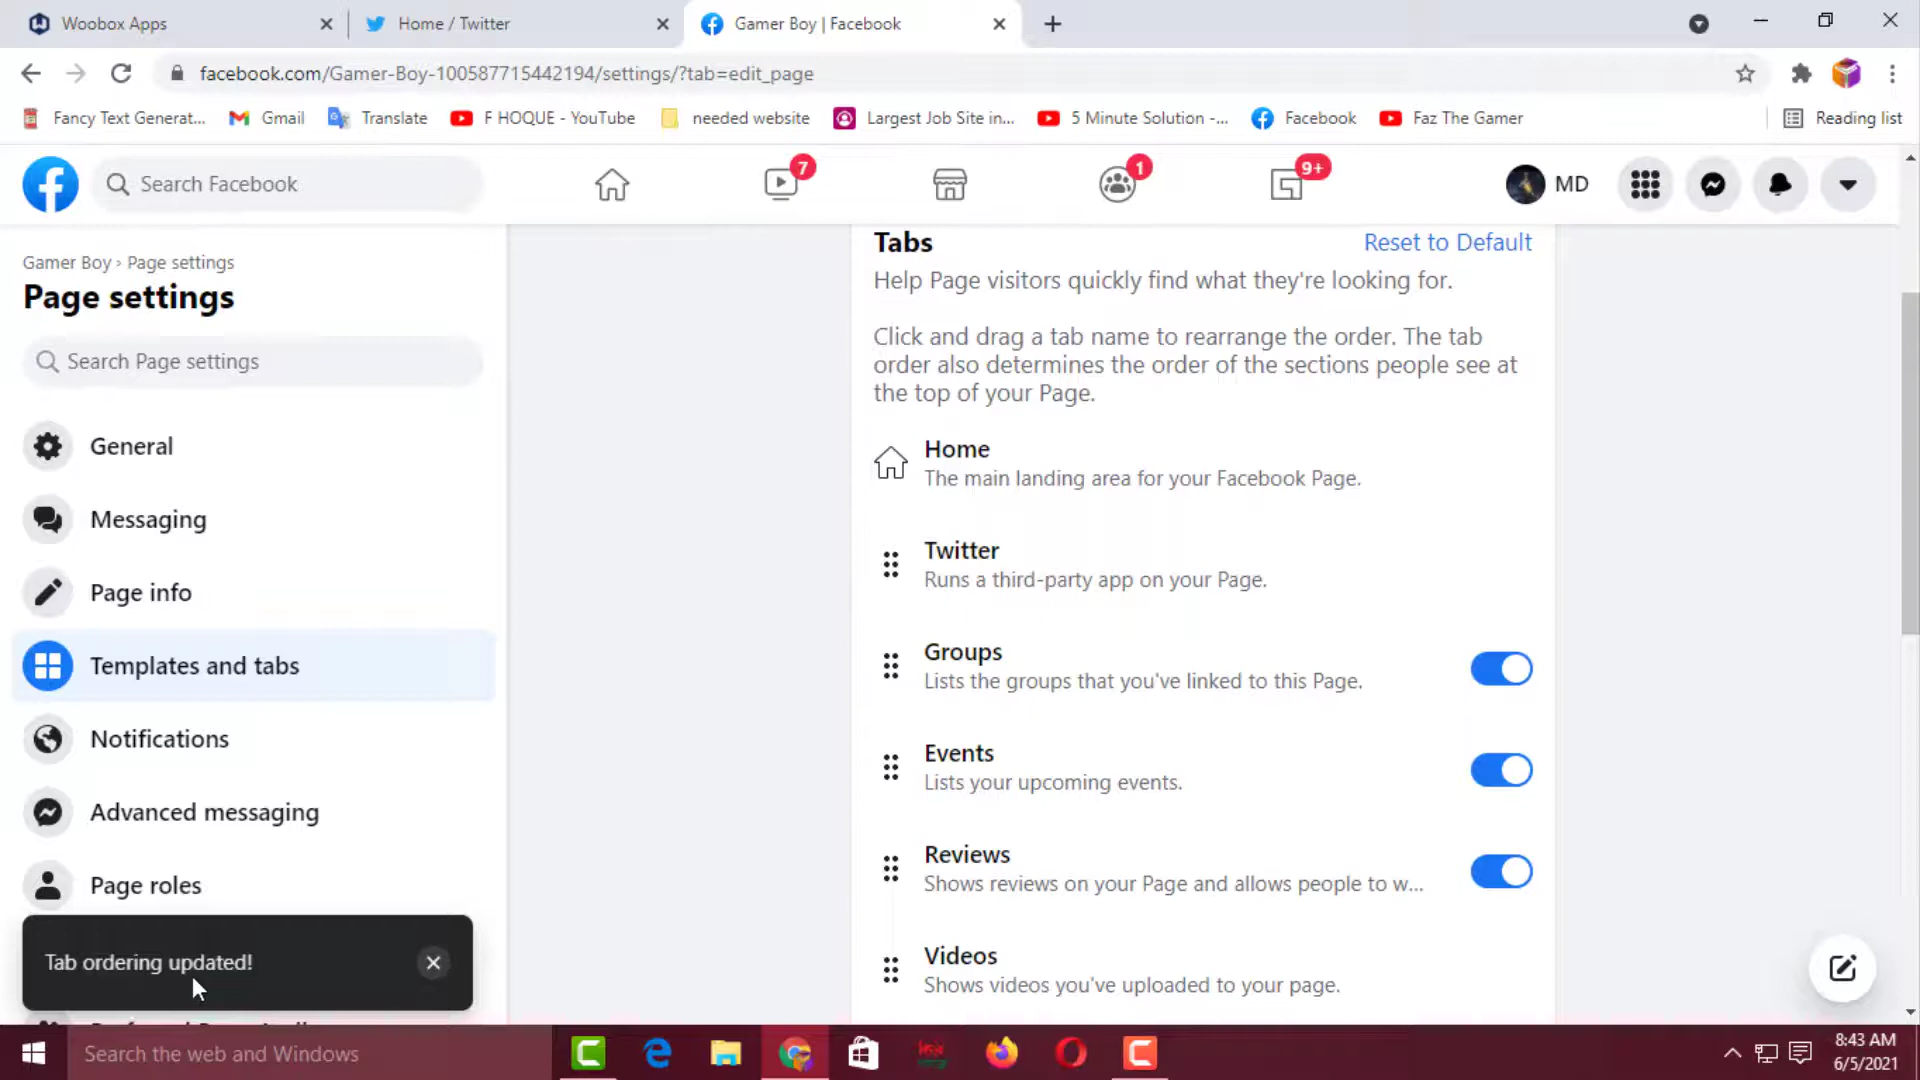 Woobox Apps
Home / Twitter
Gamer Boy | Facebook
facebook.com/Gamer-Boy-100587715442194/settings/?tab=edit_page
Fancy Text Generat...
Gmail
Translate
F HOQUE - YouTube
needed website
Largest Job Site in...
5 Minute Solution -...
Facebook
Faz The Gamer
Reading list
Search Facebook
7
1
9+
MD
Gamer Boy › Page settings
Page settings
Search Page settings
General
Messaging
Page info
Templates and tabs
Notifications
Advanced messaging
Page roles
Tab ordering updated!
Tabs
Reset to Default
Help Page visitors quickly find what they're looking for.
Click and drag a tab name to rearrange the order. The tab
order also determines the order of the sections people see at
the top of your Page.
Home
The main landing area for your Facebook Page.
Twitter
Runs a third-party app on your Page.
Groups
Lists the groups that you've linked to this Page.
Events
Lists your upcoming events.
Reviews
Shows reviews on your Page and allows people to w...
Videos
Shows videos you've uploaded to your page.
Search the web and Windows
8:43 AM
6/5/2021